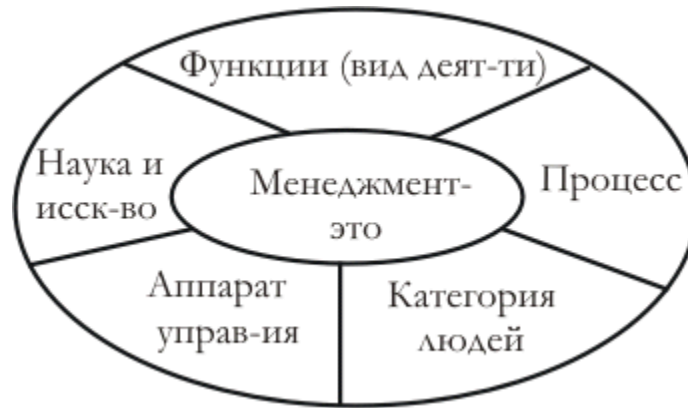 Функции (вид деят-ти)
Наука и
исск-во
Менеджмент-
это
Процесс
Аппарат
управ-ия
Категория
людей